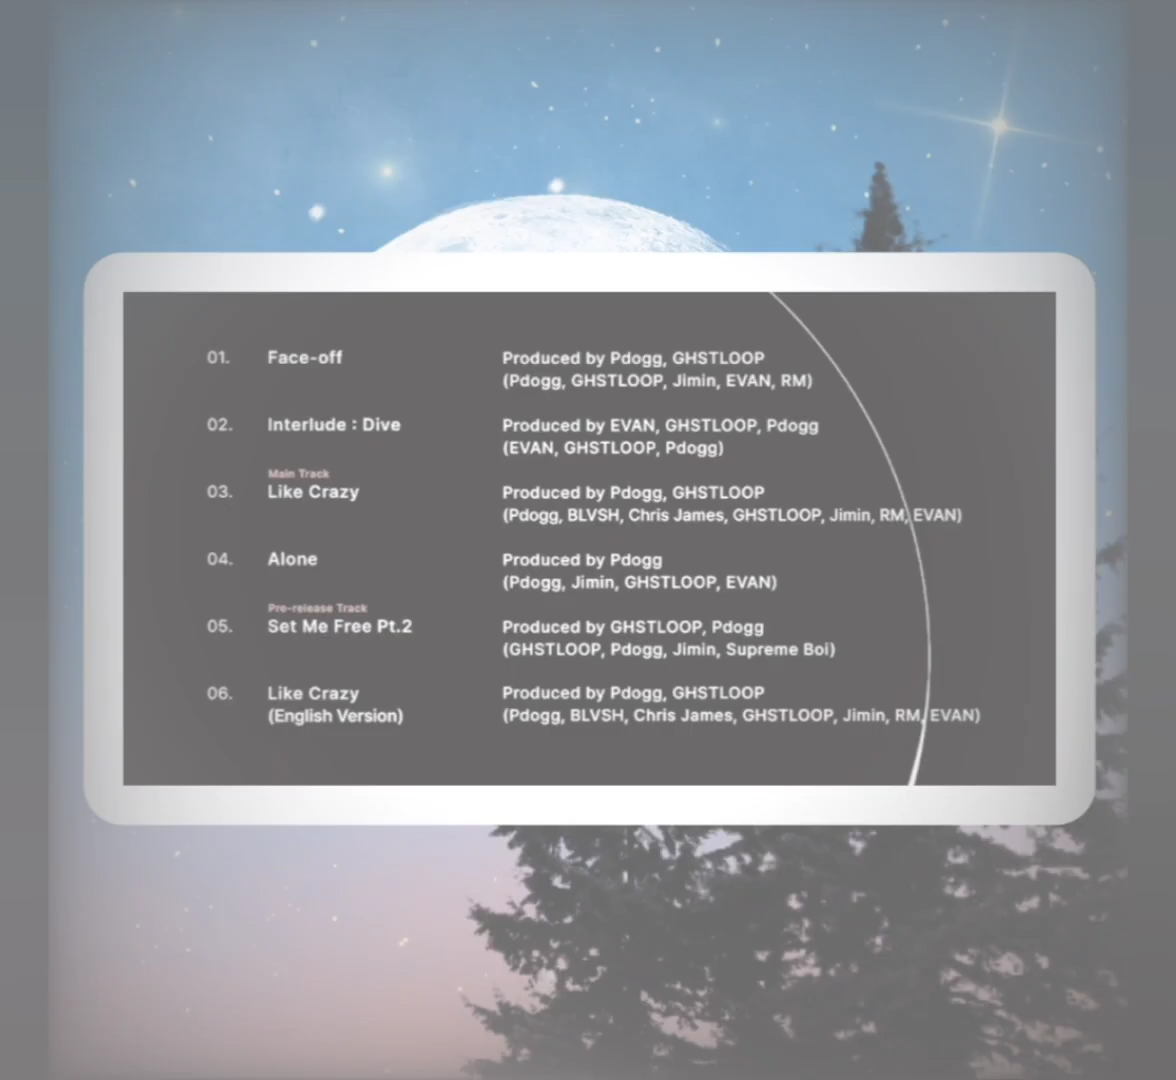 01. Face-off Produced by Pdogg, GHSTLOOP
(Pdogg, GHSTLOOP, Jimin, EVAN, RM)
02. Interlude : Dive Produced by EVAN, GHSTLOOP, Pdogg
(EVAN, GHSTLOOP, Pdogg)
Main Track
03. Like Crazy Produced by Pdogg, GHSTLOOP
(Pdogg, BLVSH, Chris James, GHSTLOOP, Jimin, RM, EVAN)
04. Alone Produced by Pdogg
(Pdogg, Jimin, GHSTLOOP, EVAN)
Pre-release Track
05. Set Me Free Pt.2 Produced by GHSTLOOP, Pdogg
(GHSTLOOP, Pdogg, Jimin, Supreme Boi)
06. Like Crazy Produced by Pdogg, GHSTLOOP
(English Version) (Pdogg, BLVSH, Chris James, GHSTLOOP, Jimin, RM, EVAN)